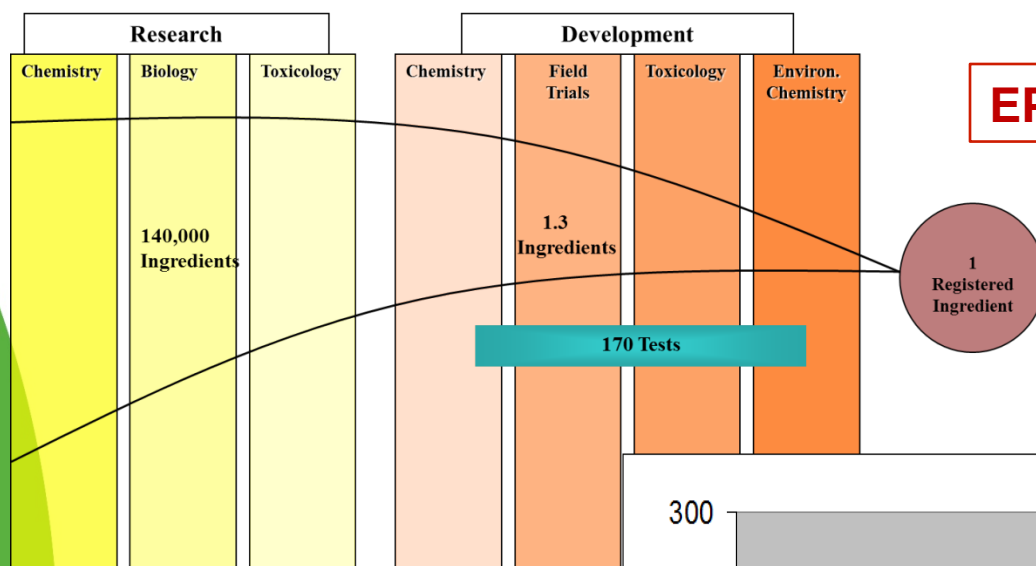 Research
Development
Chemistry
Biology
Toxicology
Chemistry
Field
Trials
Toxicology
Environ.
Chemistry
140,000
Ingredients
1.3
Ingredients
1
Registered
Ingredient
170 Tests
300